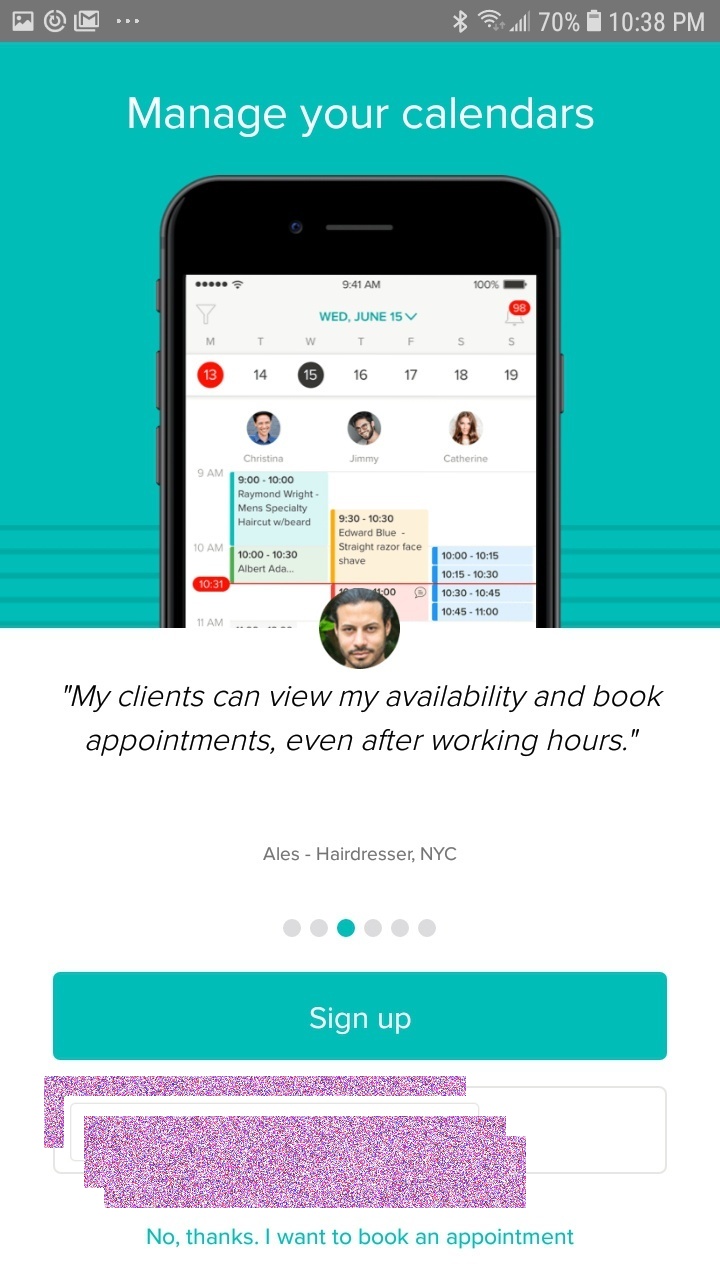 70% 10:38 PM
Manage your calendars
9:41 AM 100%
WED, JUNE 15 98
M T W T F S S
13 14 15 16 17 18 19
Christina Jimmy Catherine
9 AM
9:00 - 10:00
Raymond Wright -
Mens Specialty
Haircut w/beard
9:30 - 10:30
Edward Blue -
Straight razor face
shave
10 AM
10:00 - 10:30
Albert Ada...
10:00 - 10:15
10:15 - 10:30
10:31
10:30 - 10:45
10:45 - 11:00
11 AM
"My clients can view my availability and book
appointments, even after working hours."
Ales - Hairdresser, NYC
Sign up
No, thanks. I want to book an appointment